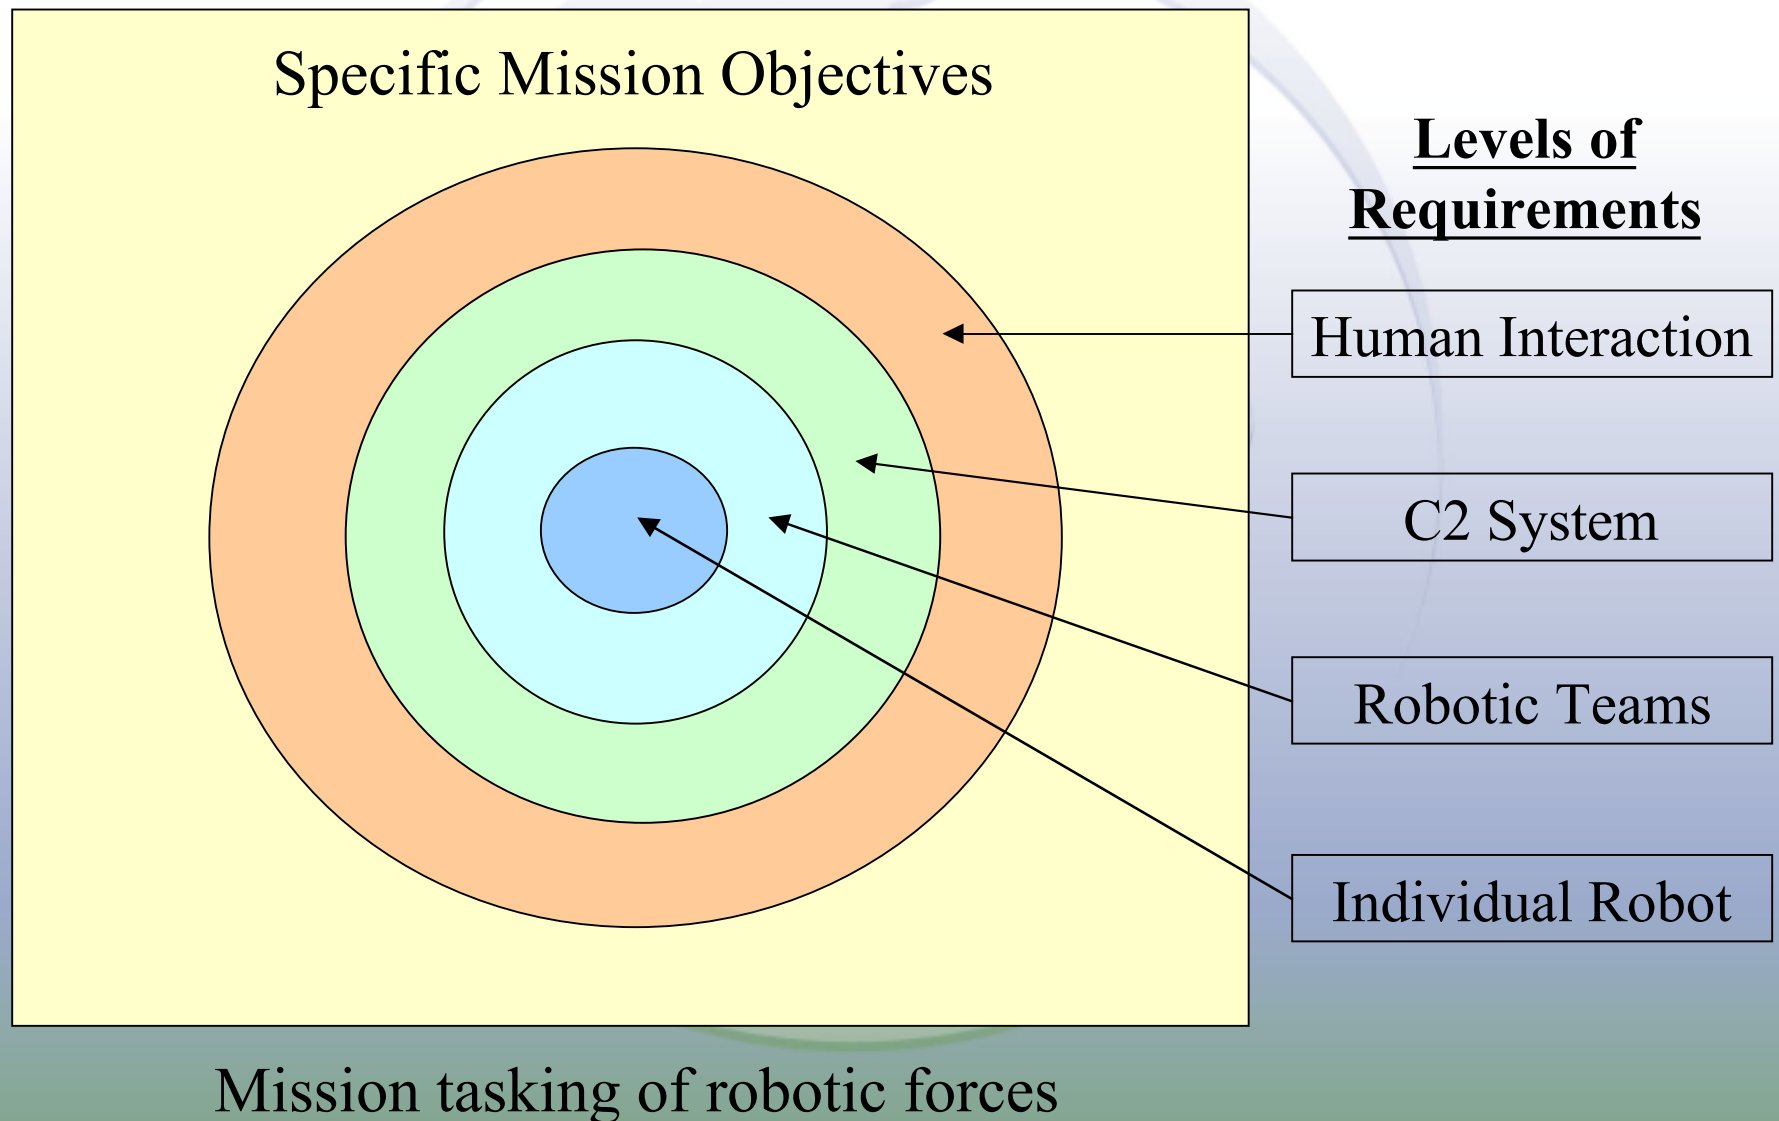 Specific Mission Objectives
Levels of
Requirements
Human Interaction
C2 System
Robotic Teams
Individual Robot
Mission tasking of robotic forces